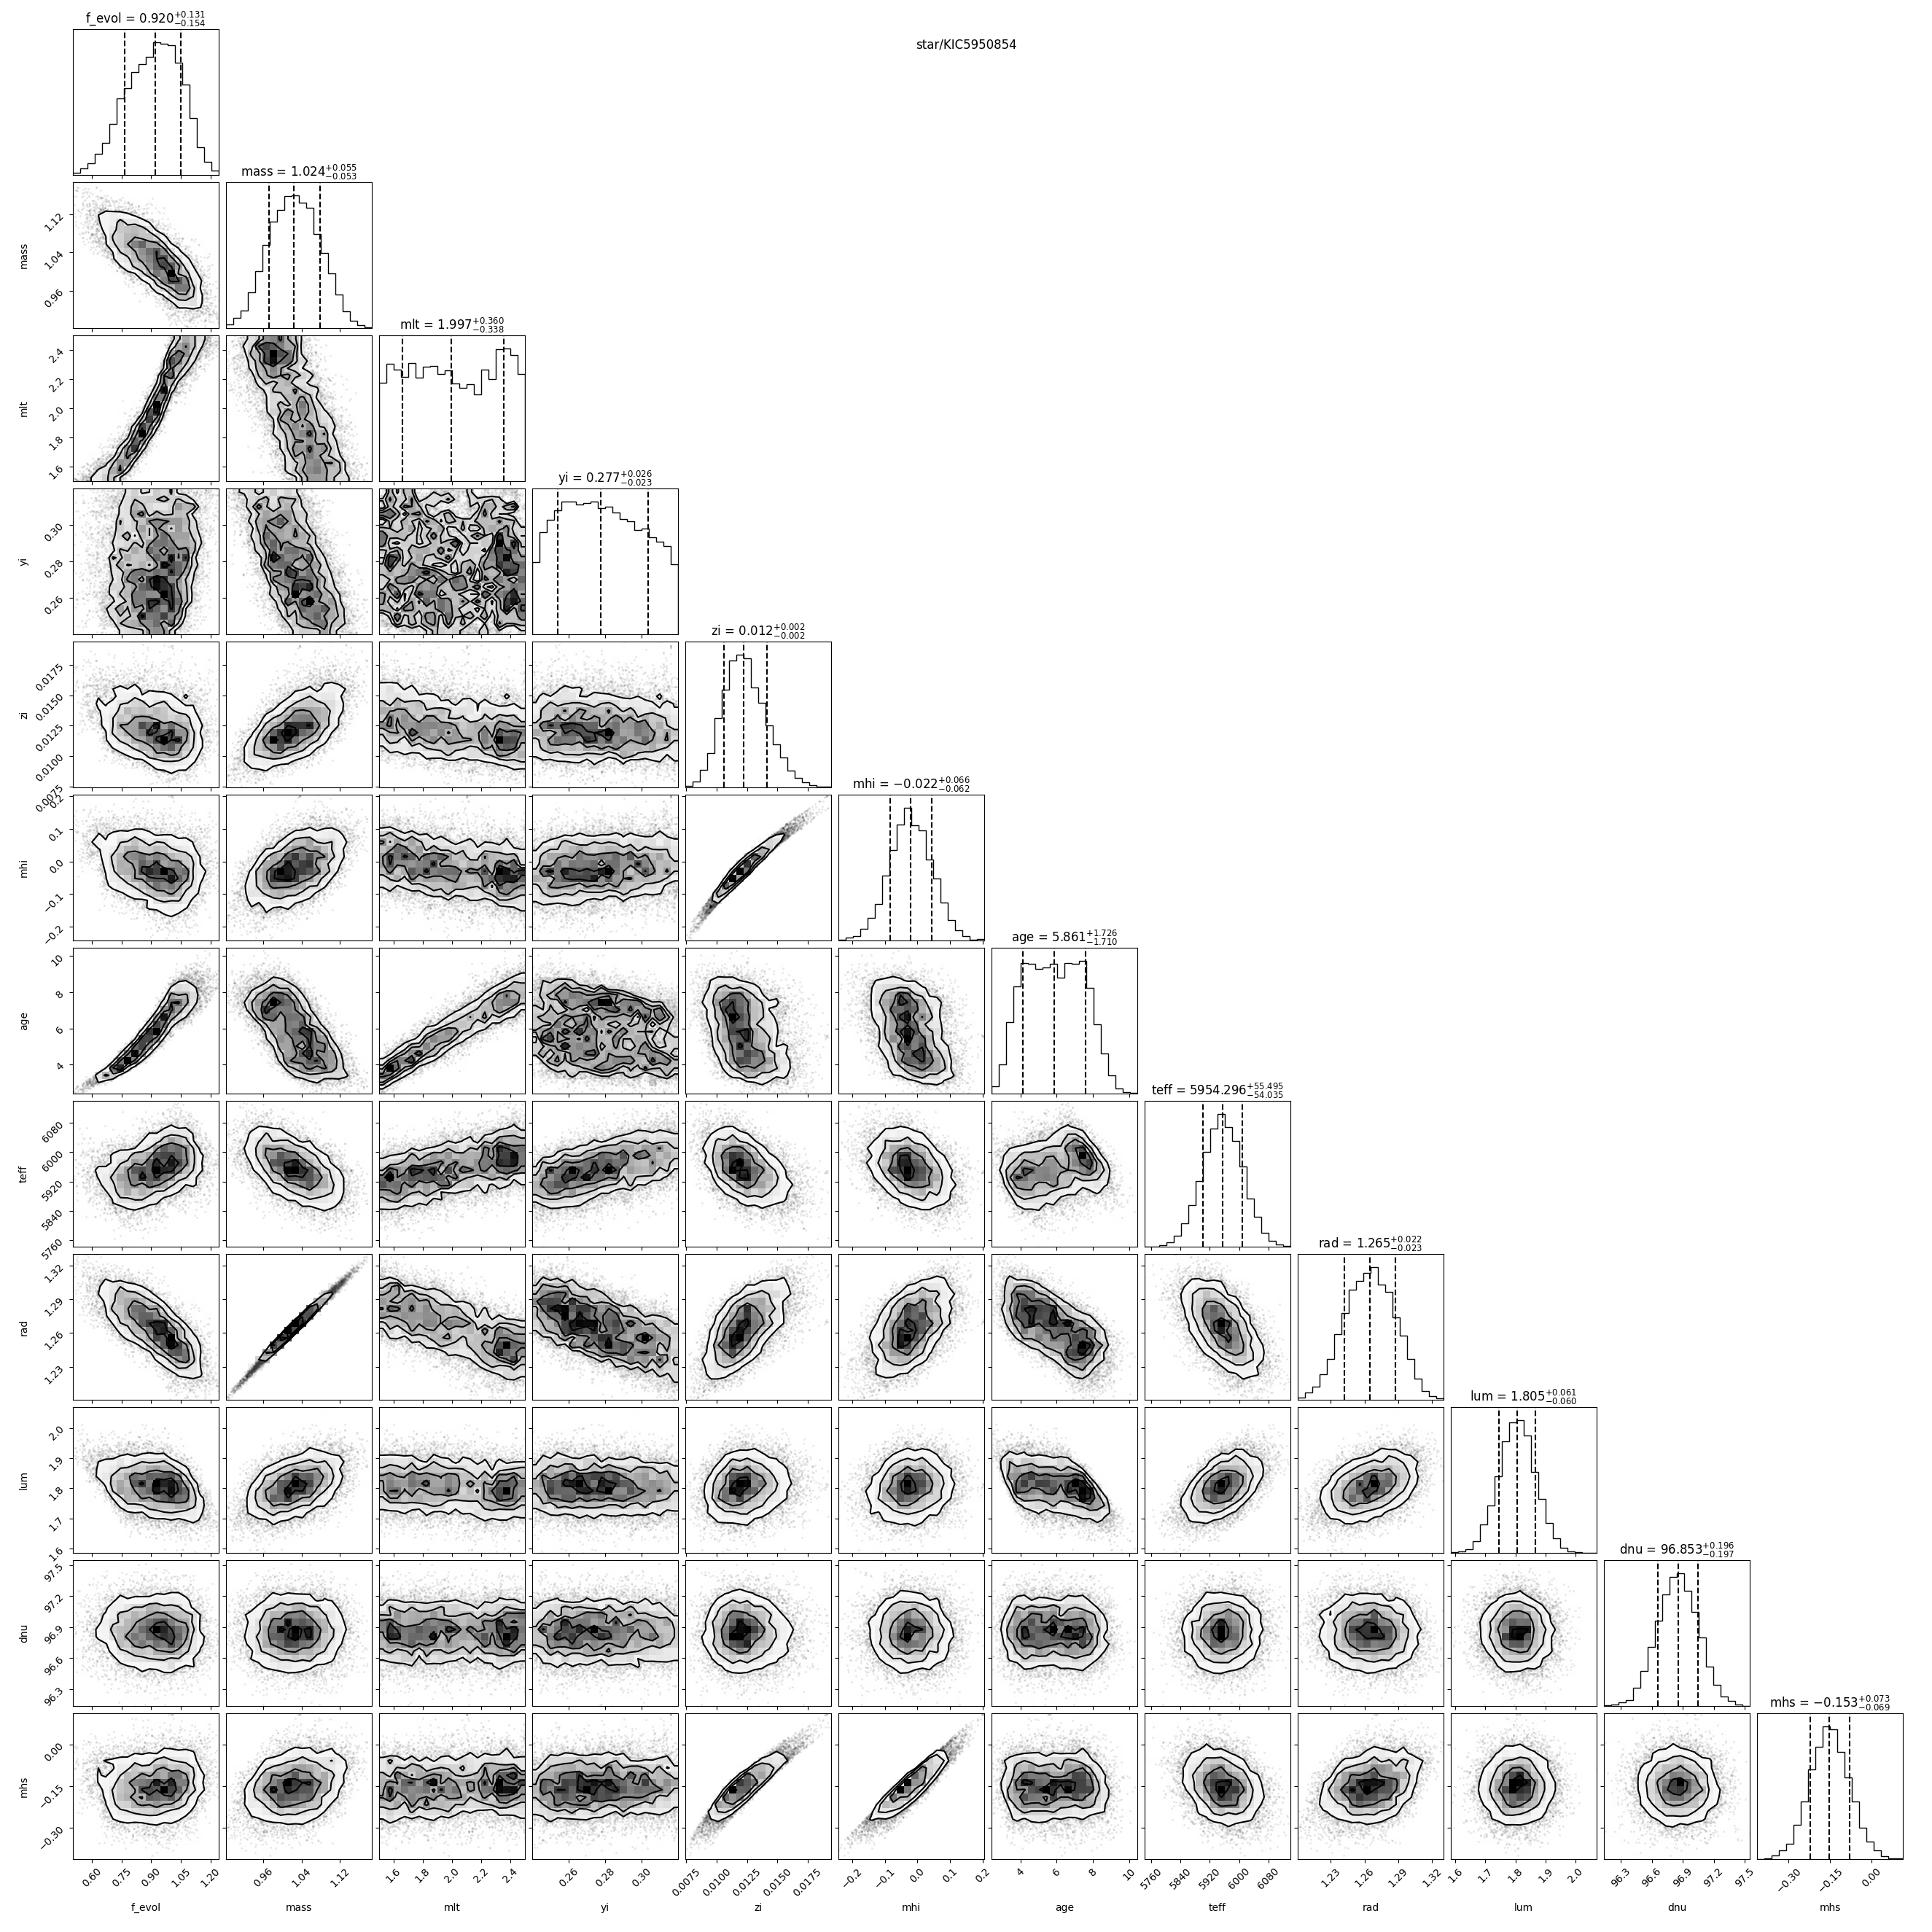 f_evol = 0.920+0.131−0.154
star/KIC5950854
mass = 1.024+0.055−0.053
mass
1.12
1.04
0.96
mlt = 1.997+0.360−0.338
mlt
2.4
2.2
2.0
1.8
1.6
yi = 0.277+0.026−0.023
yi
0.30
0.28
0.26
zi = 0.012+0.002−0.002
zi
0.0175
0.0150
0.0125
0.0100
0.0075
mhi = −0.022+0.066−0.062
mhi
0.2
0.1
0.0
−0.1
−0.2
age = 5.861+1.726−1.710
age
10
8
6
4
teff = 5954.296+55.495−54.035
teff
6080
6000
5920
5840
5760
rad = 1.265+0.022−0.023
rad
1.32
1.29
1.26
1.23
lum = 1.805+0.061−0.060
lum
2.0
1.9
1.8
1.7
1.6
dnu = 96.853+0.196−0.197
dnu
97.5
97.2
96.9
96.6
96.3
mhs = −0.153+0.073−0.069
mhs
0.00
−0.15
−0.30
0.60 0.75 0.90 1.05 1.20
0.96 1.04 1.12
1.6 1.8 2.0 2.2 2.4
0.26 0.28 0.30
0.0075 0.0100 0.0125 0.0150 0.0175
−0.2 −0.1 0.0 0.1 0.2
4 6 8 10
5760 5840 5920 6000 6080
1.23 1.26 1.29 1.32
1.6 1.7 1.8 1.9 2.0
96.3 96.6 96.9 97.2 97.5
−0.30 −0.15 0.00
f_evol mass mlt yi zi mhi age teff rad lum dnu mhs